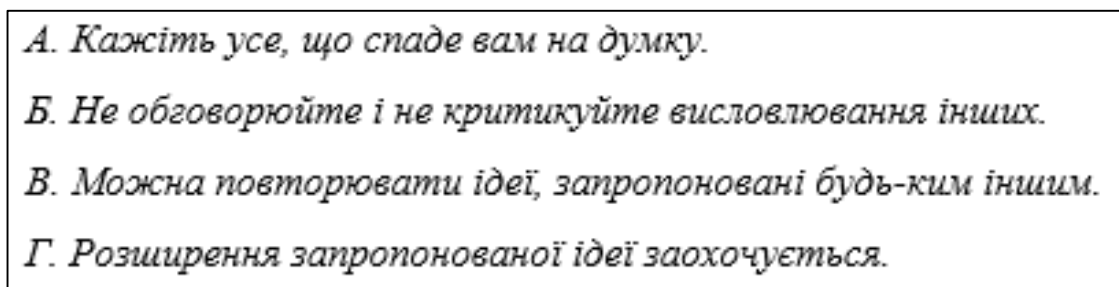 А. Кажіть усе, що спаде вам на думку.
Б. Не обговорюйте і не критикуйте висловлювання інших.
В. Можна повторювати ідеї, запропоновані будь-ким іншим.
Г. Розширення запропонованої ідеї заохочується.